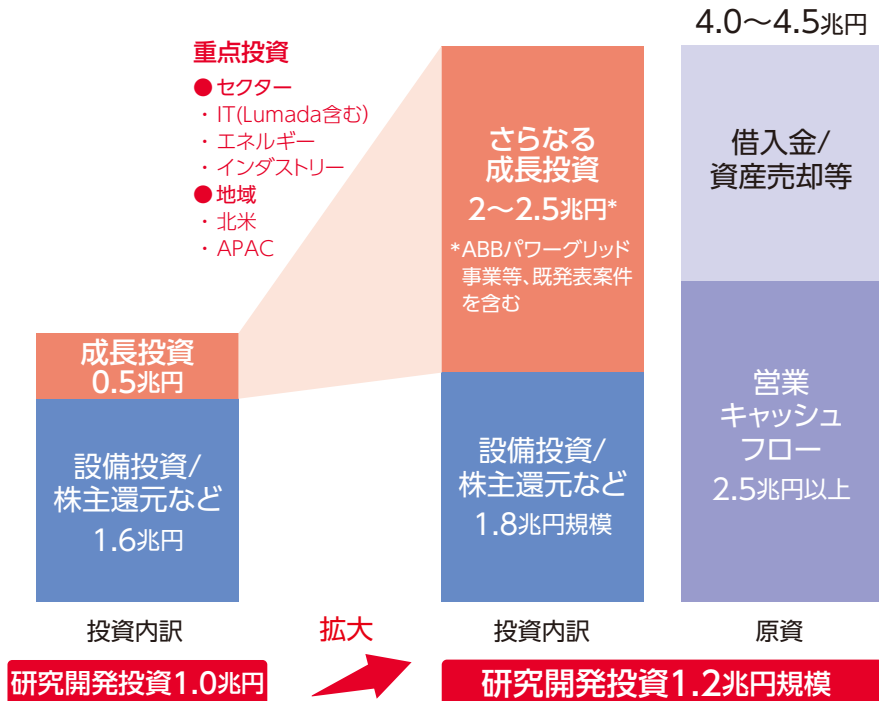 重点投資
●セクター
・IT(Lumada含む)
・エネルギー
・インダストリー
●地域
・北米
・APAC
成長投資
0.5兆円
設備投資/
株主還元など
1.6兆円
投資内訳
研究開発投資1.0兆円
拡大
さらなる
成長投資
2~2.5兆円*
*ABBパワーグリッド
事業等、既発表案件
を含む
設備投資/
株主還元など
1.8兆円規模
投資内訳
4.0~4.5兆円
借入金/
資産売却等
営業
キャッシュ
フロー
2.5兆円以上
原資
研究開発投資1.2兆円規模